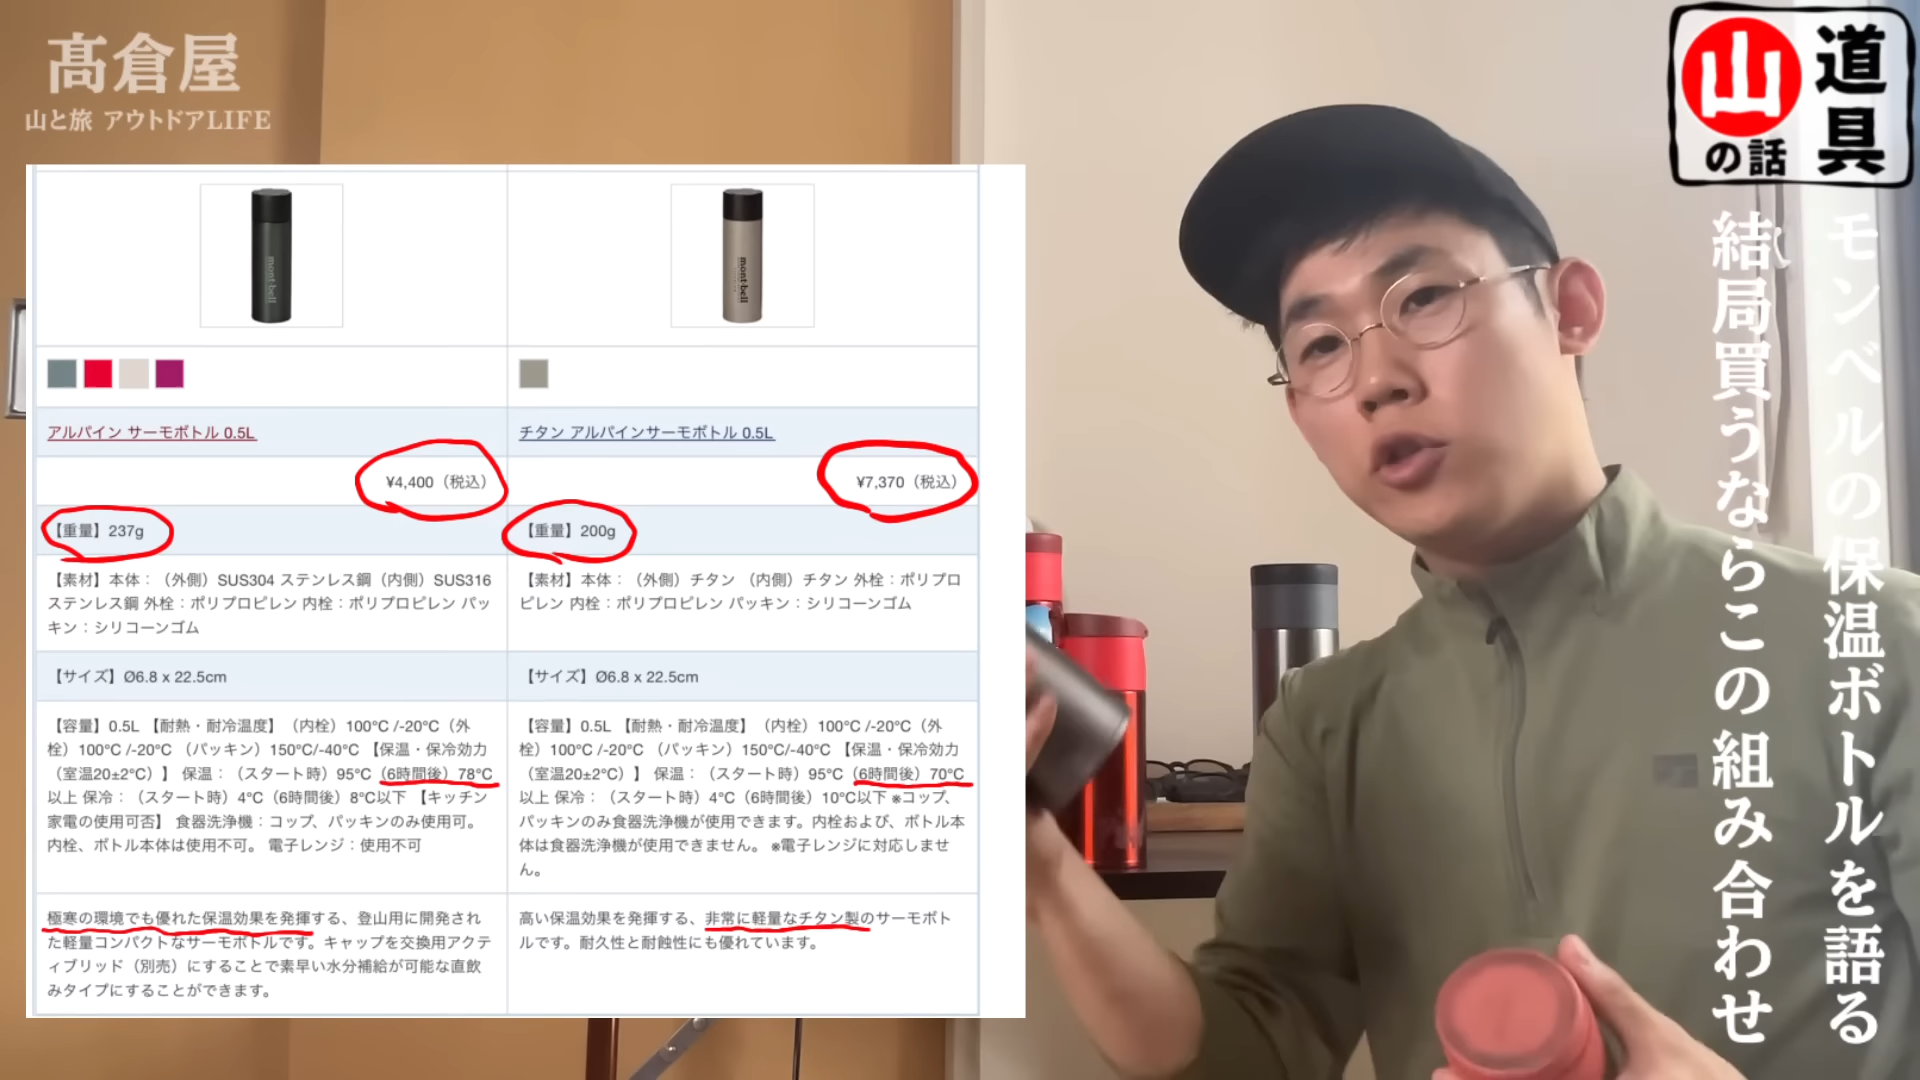 髙倉屋
山と旅 アウトドアLIFE
山道具
の話
モンベルの保温ボトルを語る
結局買うならこの組み合わせ
mont-bell
mont-bell
アルパイン サーモボトル 0.5L
チタン アルパインサーモボトル 0.5L
¥4,400（税込）
¥7,370（税込）
【重量】237g
【重量】200g
【素材】本体：（外側）SUS304 ステンレス鋼（内側）SUS316
ステンレス鋼 外栓：ポリプロピレン 内栓：ポリプロピレン パッ
キン：シリコーンゴム
【素材】本体：（外側）チタン （内側）チタン 外栓：ポリプロ
ピレン 内栓：ポリプロピレン パッキン：シリコーンゴム
【サイズ】Ø6.8 x 22.5cm
【サイズ】Ø6.8 x 22.5cm
【容量】0.5L 【耐熱・耐冷温度】（内栓）100℃ /-20℃（外
栓）100℃ /-20℃ （パッキン）150℃/-40℃ 【保温・保冷効力
（室温20±2℃）】 保温：（スタート時）95℃（6時間後）78℃
以上 保冷：（スタート時）4℃（6時間後）8℃以下 【キッチン
家電の使用可否】 食器洗浄機：コップ、パッキンのみ使用可。
内栓、ボトル本体は使用不可。 電子レンジ：使用不可
【容量】0.5L 【耐熱・耐冷温度】（内栓）100℃ /-20℃（外
栓）100℃ /-20℃ （パッキン）150℃/-40℃ 【保温・保冷効力
（室温20±2℃）】 保温：（スタート時）95℃（6時間後）70℃
以上 保冷：（スタート時）4℃（6時間後）10℃以下 ※コップ、
パッキンのみ食器洗浄機が使用できます。内栓および、ボトル本
体は食器洗浄機が使用できません。 ※電子レンジに対応しませ
ん。
極寒の環境でも優れた保温効果を発揮する、登山用に開発され
た軽量コンパクトなサーモボトルです。キャップを交換用アクテ
ィブリッド（別売）にすることで素早い水分補給が可能な直飲
みタイプにすることができます。
高い保温効果を発揮する、非常に軽量なチタン製のサーモボト
ルです。耐久性と耐蝕性にも優れています。